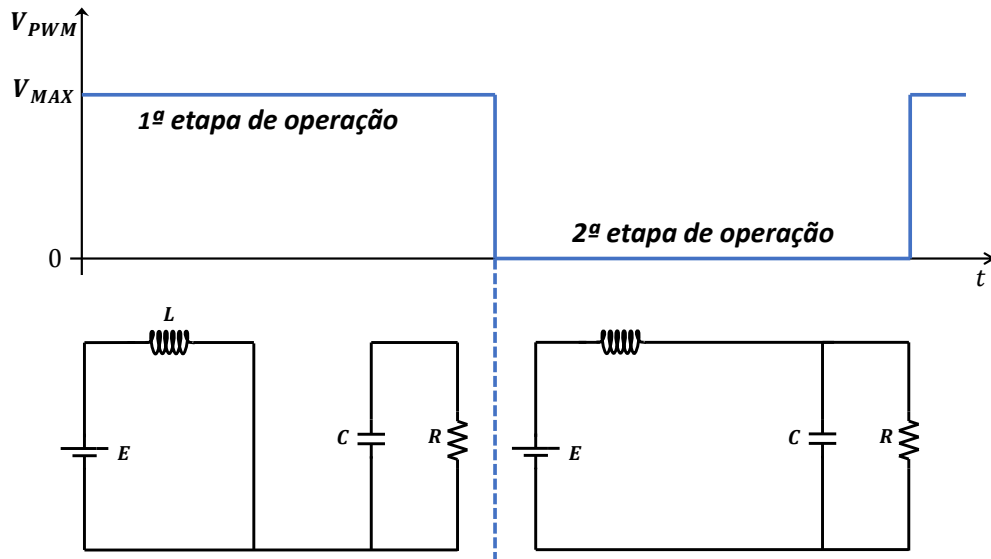 V_PWM
V_MAX
1ª etapa de operação
2ª etapa de operação
0
t
L
E
C
R
E
C
R